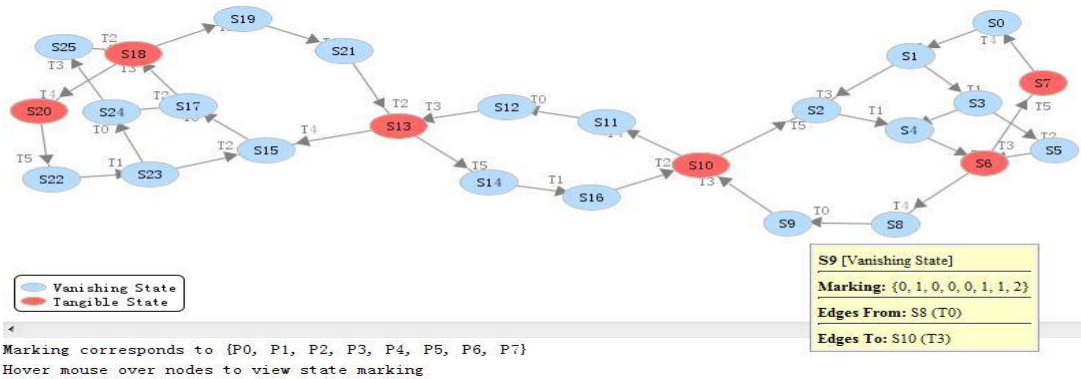 S19
S0
S25
T2
S18
S21
S1
T4
T3
T3
S7
T4
S24
T2
S17
S20
T2
T3
S12
T0
S2
T3
T1
S3
T5
T0
S13
S11
T1
S4
T2
S15
T4
T5
T3
S5
T5
T1
T2
S23
S22
T5
T2
S10
T3
S6
S14
T1
S16
T4
T0
S9
S8
S9 [Vanishing State]
Marking: {0, 1, 0, 0, 0, 1, 1, 2}
Edges From: S8 (T0)
Edges To: S10 (T3)
Vanishing State
Tangible State
Marking corresponds to {P0, P1, P2, P3, P4, P5, P6, P7}
Hover mouse over nodes to view state marking